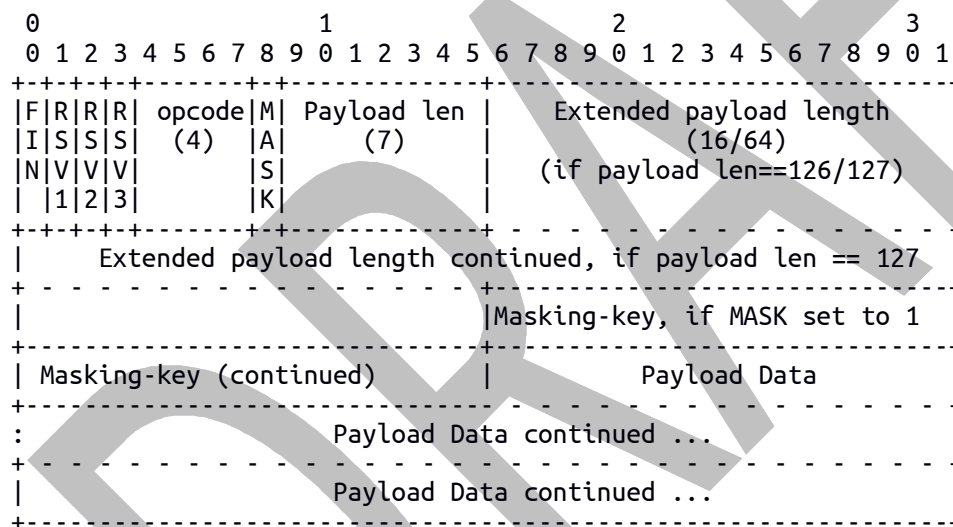 0                   1                   2                   3
 0 1 2 3 4 5 6 7 8 9 0 1 2 3 4 5 6 7 8 9 0 1 2 3 4 5 6 7 8 9 0 1
+-+-+-+-+-------+-+-------------+-------------------------------
|F|R|R|R| opcode|M| Payload len |    Extended payload length
|I|S|S|S|  (4)  |A|     (7)     |             (16/64)
|N|V|V|V|       |S|             |   (if payload len==126/127)
| |1|2|3|       |K|             |
+-+-+-+-+-------+-+-------------+ - - - - - - - - - - - - - - -
|     Extended payload length continued, if payload len == 127
+ - - - - - - - - - - - - - - - +-------------------------------
|                               |Masking-key, if MASK set to 1
+-------------------------------+-------------------------------
| Masking-key (continued)       |          Payload Data
+-------------------------------- - - - - - - - - - - - - - - -
:                     Payload Data continued ...
+ - - - - - - - - - - - - - - - - - - - - - - - - - - - - - - -
|                     Payload Data continued ...
+---------------------------------------------------------------
DRA